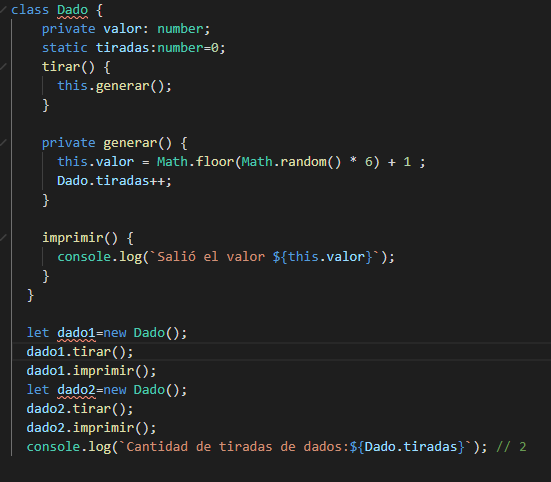 class Dado {
private valor: number;
static tiradas:number=0;
tirar() {
this.generar();
}
private generar() {
this.valor = Math.floor(Math.random() * 6) + 1 ;
Dado.tiradas++;
}
imprimir() {
console.log(`Salió el valor ${this.valor}`);
}
}
let dado1=new Dado();
dado1.tirar();
dado1.imprimir();
let dado2=new Dado();
dado2.tirar();
dado2.imprimir();
console.log(`Cantidad de tiradas de dados:${Dado.tiradas}`); // 2